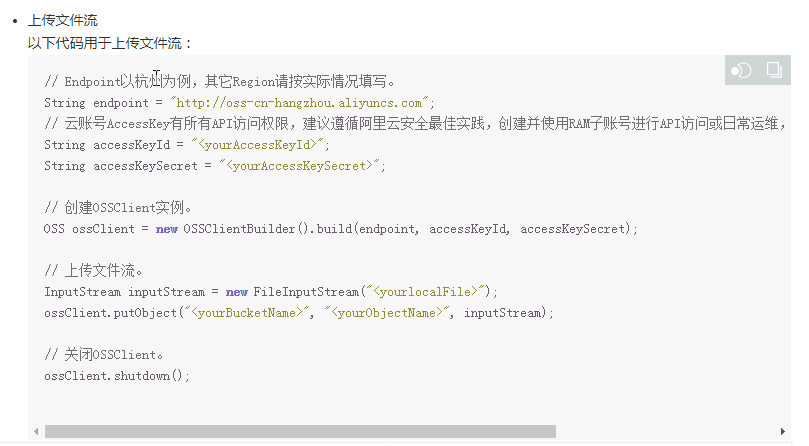 上传文件流
以下代码用于上传文件流：
// Endpoint以杭州为例，其它Region请按实际情况填写。
String endpoint = "http://oss-cn-hangzhou.aliyuncs.com";
// 云账号AccessKey有所有API访问权限，建议遵循阿里云安全最佳实践，创建并使用RAM子账号进行API访问或日常运维，
String accessKeyId = "<yourAccessKeyId>";
String accessKeySecret = "<yourAccessKeySecret>";
// 创建OSSClient实例。
OSS ossClient = new OSSClientBuilder().build(endpoint, accessKeyId, accessKeySecret);
// 上传文件流。
InputStream inputStream = new FileInputStream("<yourlocalFile>");
ossClient.putObject("<yourBucketName>", "<yourObjectName>", inputStream);
// 关闭OSSClient。
ossClient.shutdown();